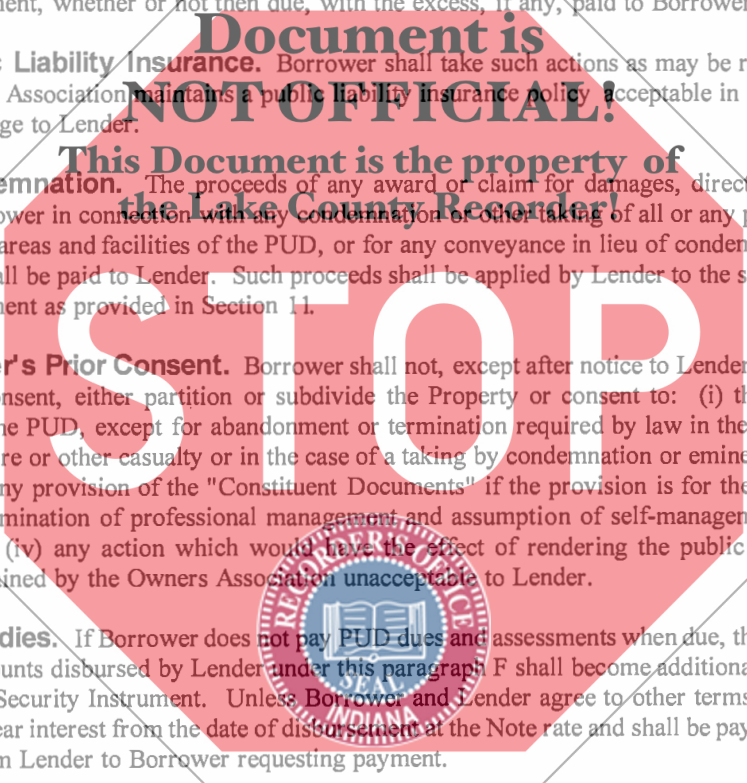 ment, whether or not then due, with the excess, if any, paid to Borrower
Document is
Liability Insurance. Borrower shall take such actions as may be r
NOT OFFICIAL!
Association maintains a public liability insurance policy acceptable in
ge to Lender.
This Document is the property of
emnation. The proceeds of any award or claim for damages, direct
the Lake County Recorder!
ower in connection with any condemnation or other taking of all or any p
areas and facilities of the PUD, or for any conveyance in lieu of condem
all be paid to Lender. Such proceeds shall be applied by Lender to the s
ment as provided in Section 11.
STOP
r's Prior Consent. Borrower shall not, except after notice to Lender
onsent, either partition or subdivide the Property or consent to: (i) th
he PUD, except for abandonment or termination required by law in the
re or other casualty or in the case of a taking by condemnation or emine
ny provision of the "Constituent Documents" if the provision is for the
mination of professional management and assumption of self-managem
(iv) any action which would have the effect of rendering the public
ined by the Owners Association unacceptable to Lender.
RECORDER'S OFFICE
SEAL
INDIANA
dies. If Borrower does not pay PUD dues and assessments when due, th
unts disbursed by Lender under this paragraph F shall become additiona
Security Instrument. Unless Borrower and Lender agree to other terms
ear interest from the date of disbursement at the Note rate and shall be pay
m Lender to Borrower requesting payment.